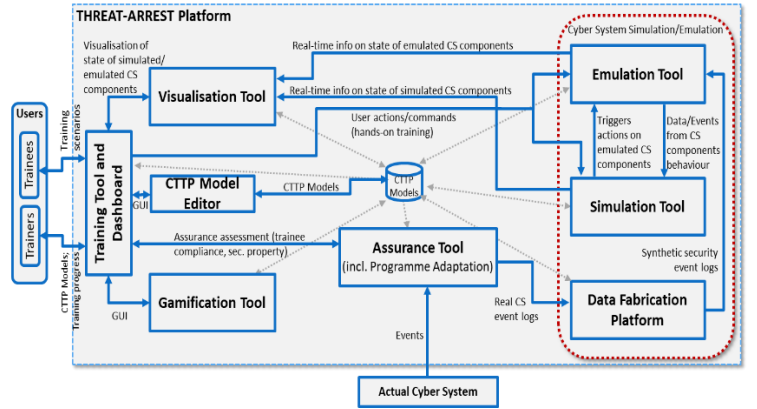 THREAT-ARREST Platform
Visualisation of
state of simulated/
emulated CS
components
Real-time info on state of emulated CS components
Cyber System Simulation/Emulation
Emulation Tool
Visualisation Tool
Real-time info on state of simulated CS components
User actions/commands
(hands-on training)
Triggers
actions on
emulated CS
components
Data/Events
from CS
components
behaviour
Users
Trainees
Trainers
Training
scenarios
Training Tool and
Dashboard
CTTP Model
Editor
GUI
CTTP Models
CTTP
Models
Simulation Tool
Assurance assessment (trainee
compliance, sec. property)
Assurance Tool
(incl. Programme Adaptation)
Synthetic security
event logs
CTTP Models;
Training progress
GUI
Gamification Tool
Real CS
event logs
Data Fabrication
Platform
Events
Actual Cyber System